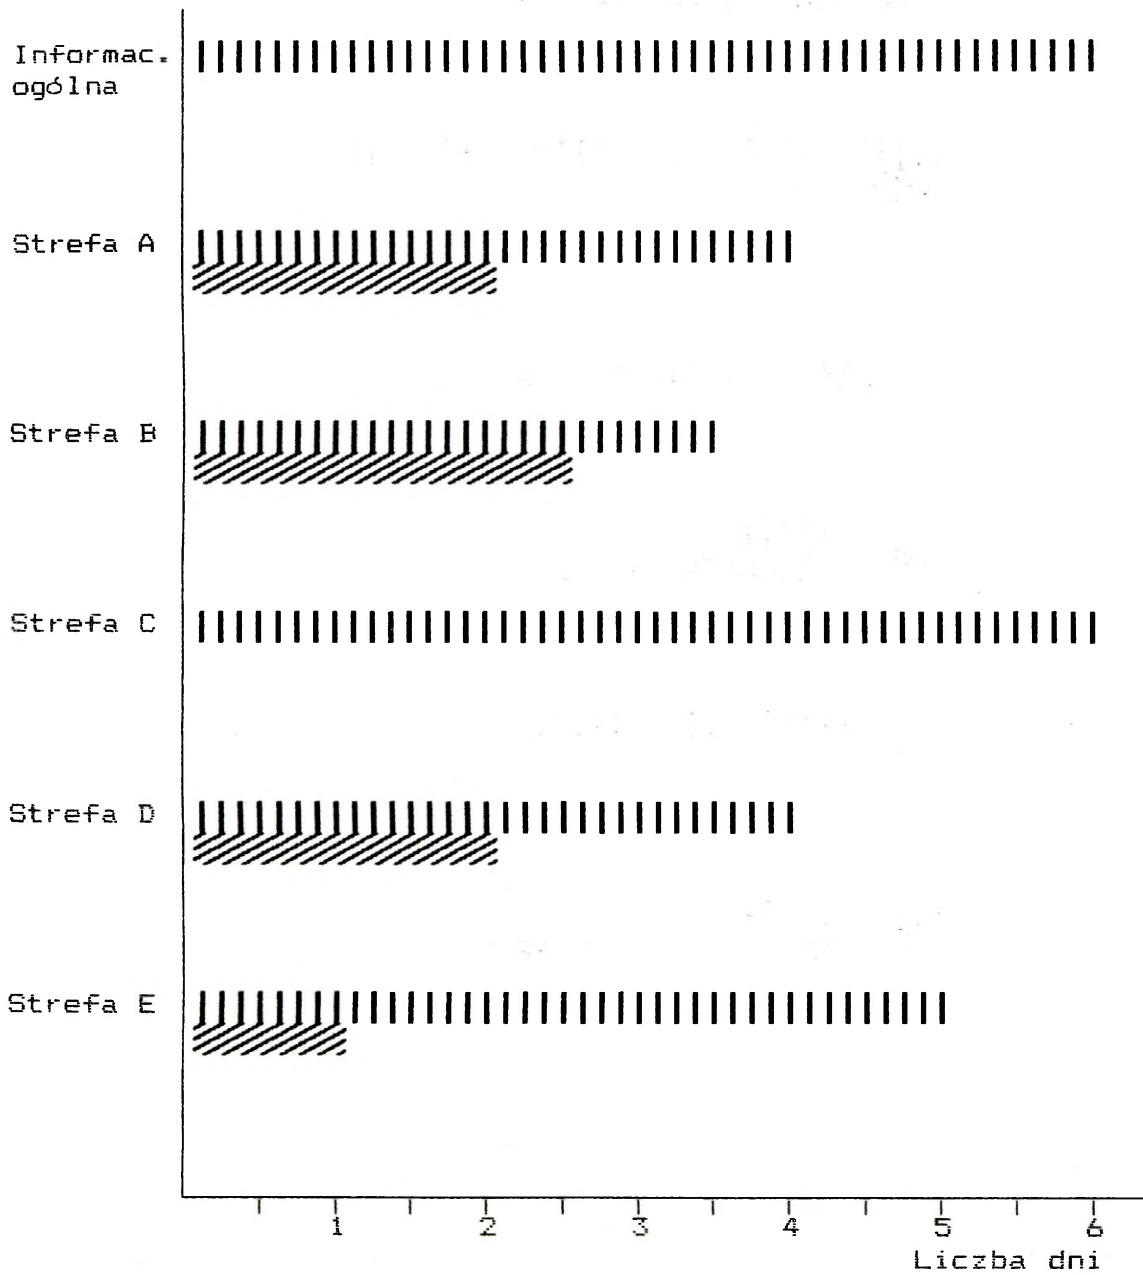 Informac.
ogólna
Strefa A
Strefa B
Strefa C
Strefa D
Strefa E
1 2 3 4 5 6
Liczba dni